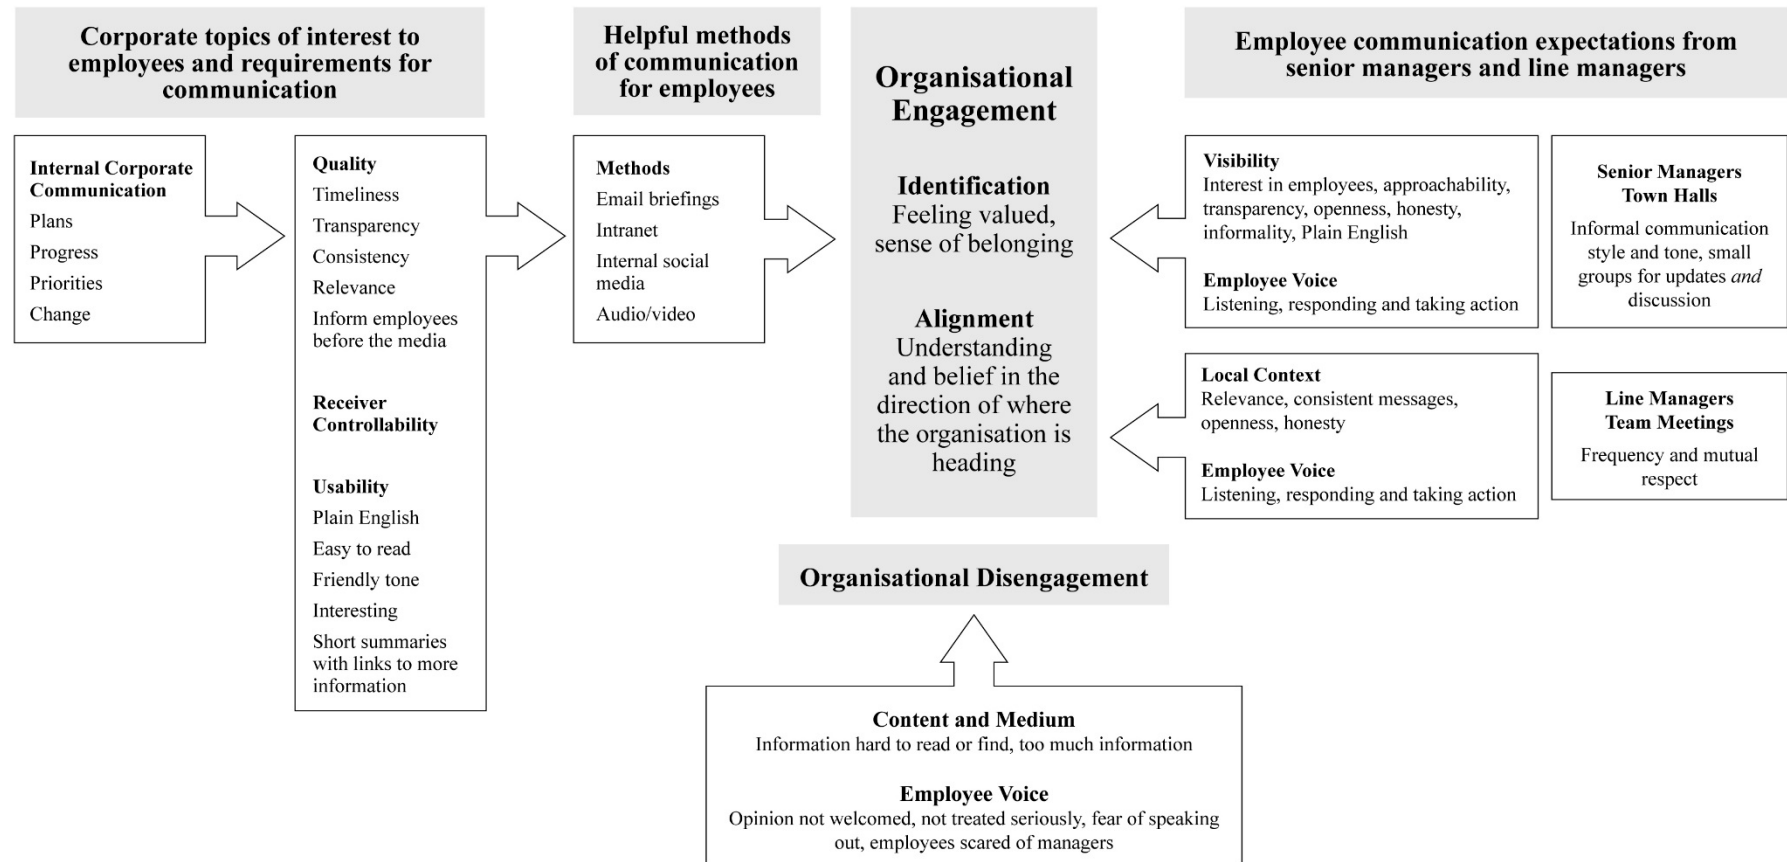 Corporate topics of interest to
employees and requirements for
communication
Internal Corporate
Communication
Plans
Progress
Priorities
Change
Quality
Timeliness
Transparency
Consistency
Relevance
Inform employees
before the media
Receiver
Controllability
Usability
Plain English
Easy to read
Friendly tone
Interesting
Short summaries
with links to more
information
Helpful methods
of communication
for employees
Methods
Email briefings
Intranet
Internal social
media
Audio/video
Organisational
Engagement
Identification
Feeling valued,
sense of belonging
Alignment
Understanding
and belief in the
direction of where
the organisation is
heading
Employee communication expectations from
senior managers and line managers
Visibility
Interest in employees, approachability,
transparency, openness, honesty,
informality, Plain English
Employee Voice
Listening, responding and taking action
Senior Managers
Town Halls
Informal communication
style and tone, small
groups for updates and
discussion
Local Context
Relevance, consistent messages,
openness, honesty
Employee Voice
Listening, responding and taking action
Line Managers
Team Meetings
Frequency and mutual
respect
Organisational Disengagement
Content and Medium
Information hard to read or find, too much information
Employee Voice
Opinion not welcomed, not treated seriously, fear of speaking
out, employees scared of managers